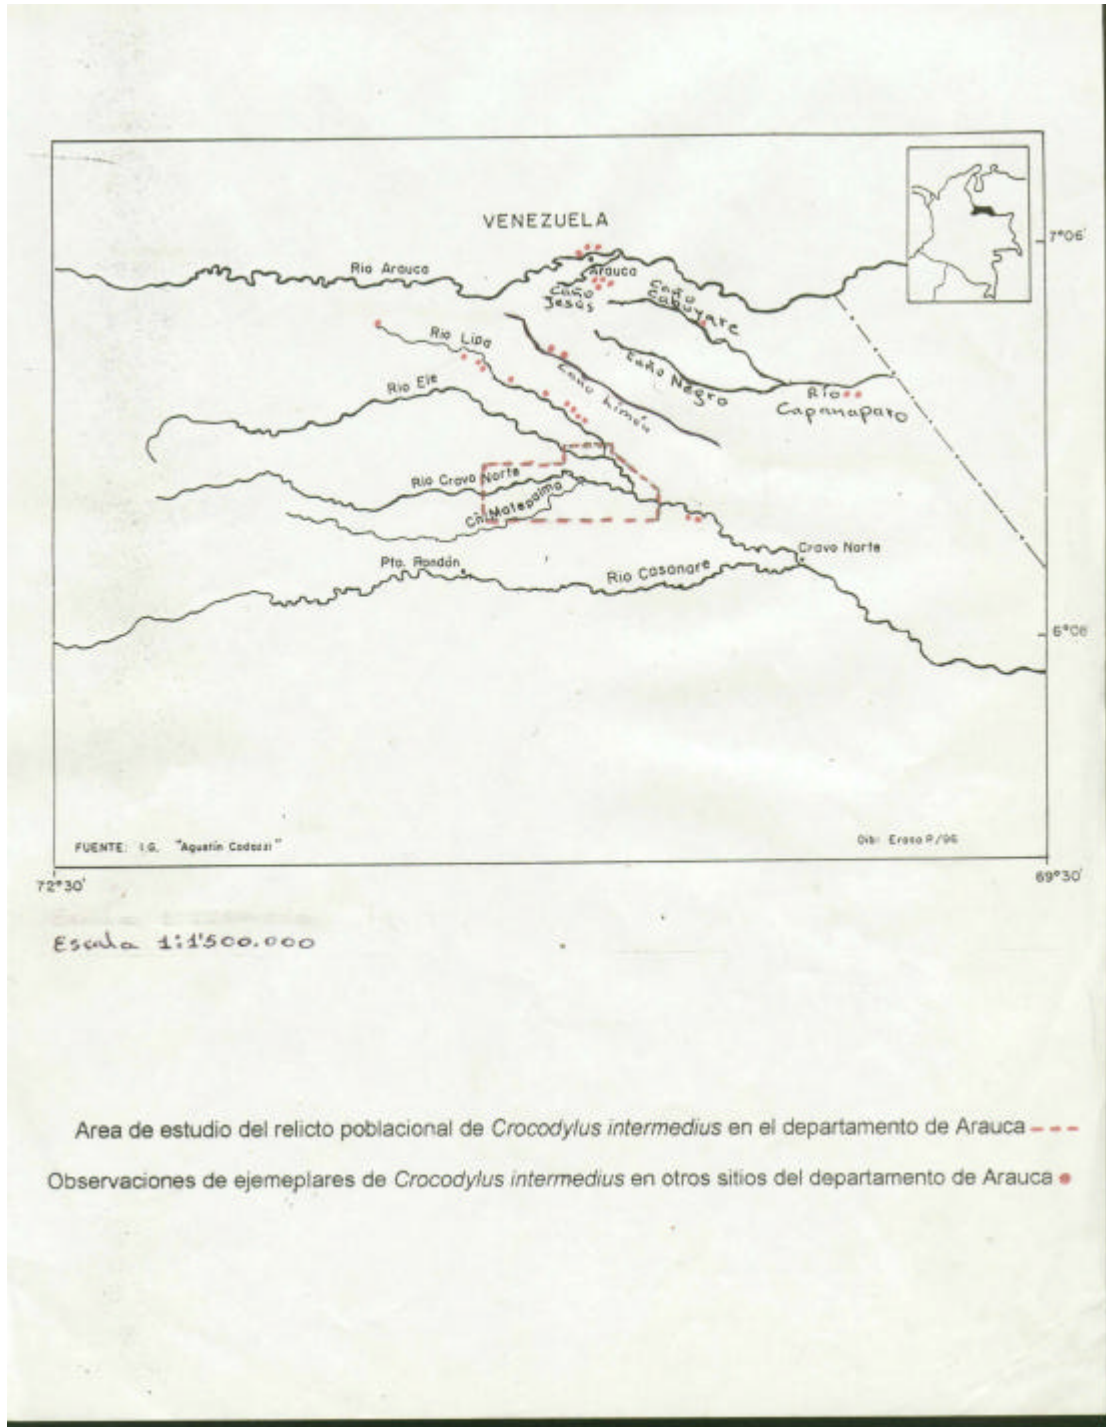 VENEZUELA
7°06'
Rio Arauca
Arauca
Caño
Jesús
Caño
Cabuyare
Rio Lipa
Caño Limón
Caño Negro
Río
Capanaparo
Rio Ele
Rio Cravo Norte
Cñ. Matepalma
Cravo Norte
Pto. Rondón
Rio Casanare
6°06'
FUENTE: I.G. "Agustín Codazzi"
Dib: Eraso P/96
72°30'
69°30'
Escala 1:1'500.000
Area de estudio del relicto poblacional de Crocodylus intermedius en el departamento de Arauca
Observaciones de ejemeplares de Crocodylus intermedius en otros sitios del departamento de Arauca